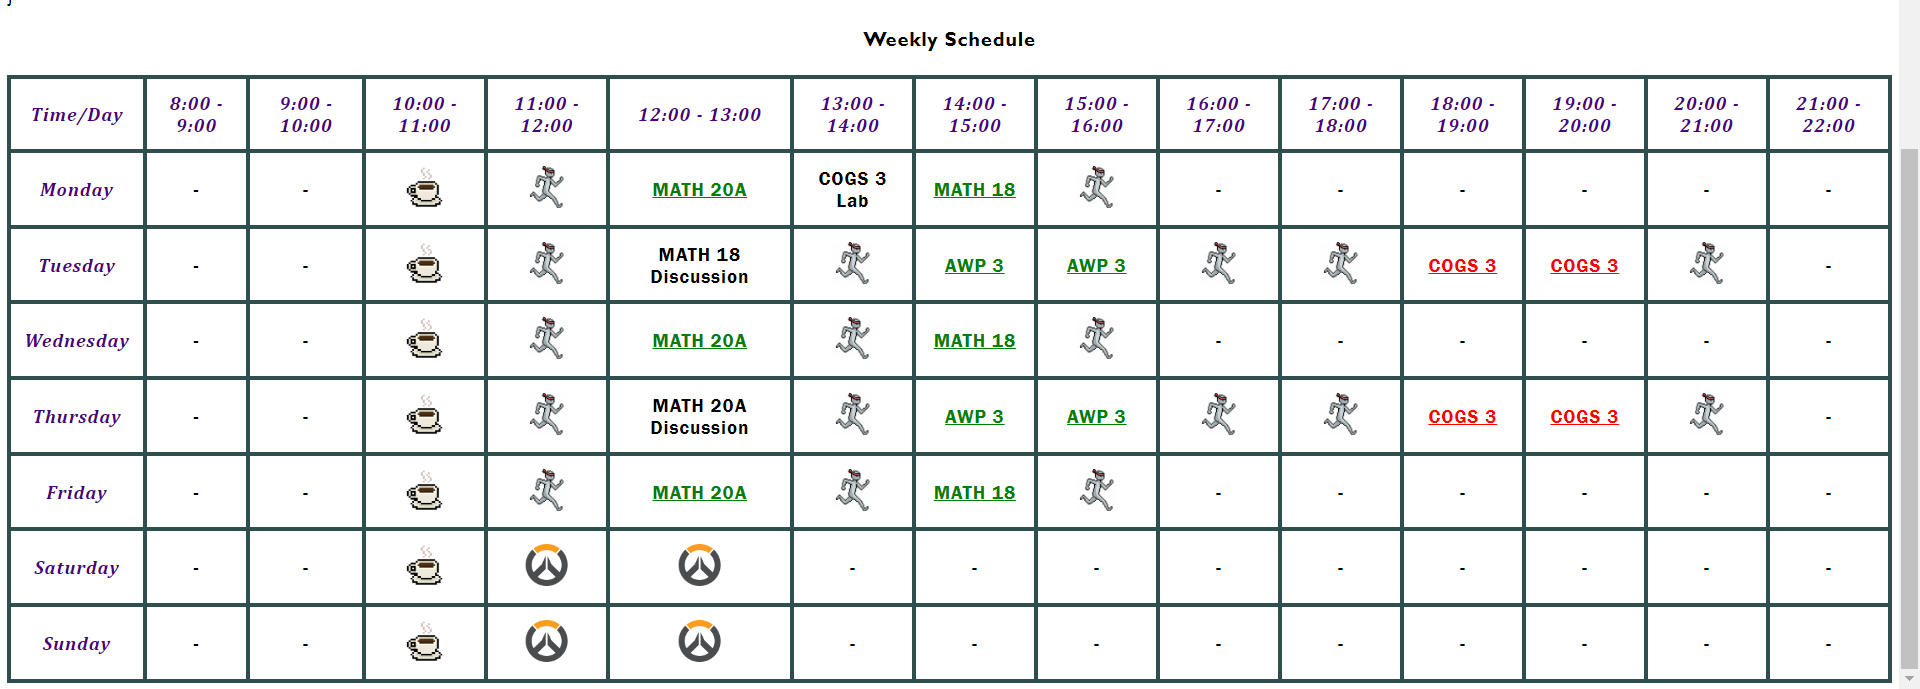 Weekly Schedule
Time/Day 8:00 - 9:00 9:00 - 10:00 10:00 - 11:00 11:00 - 12:00 12:00 - 13:00 13:00 - 14:00 14:00 - 15:00 15:00 - 16:00 16:00 - 17:00 17:00 - 18:00 18:00 - 19:00 19:00 - 20:00 20:00 - 21:00 21:00 - 22:00
Monday - - MATH 20A COGS 3 Lab MATH 18 - - - - - -
Tuesday - - MATH 18 Discussion AWP 3 AWP 3 COGS 3 COGS 3 -
Wednesday - - MATH 20A MATH 18 - - - - - -
Thursday - - MATH 20A Discussion AWP 3 AWP 3 COGS 3 COGS 3 -
Friday - - MATH 20A MATH 18 - - - - - -
Saturday - - - - - - - - - - -
Sunday - - - - - - - - - - -